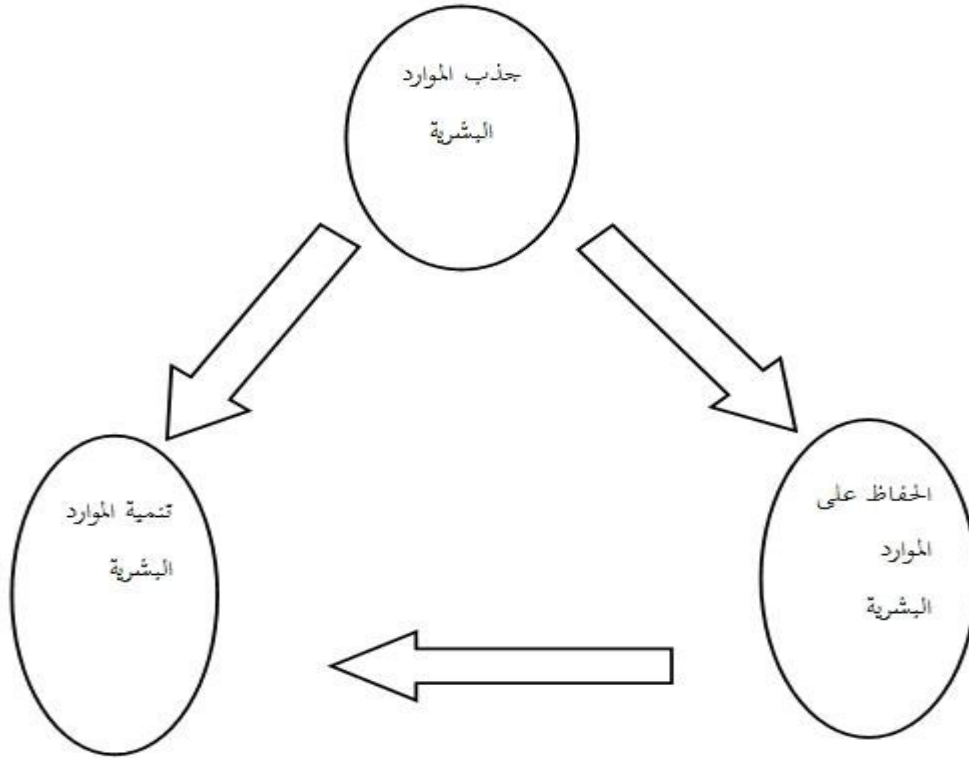 جذب الموارد
البشرية
الحفاظ على
الموارد
البشرية
تنمية الموارد
البشرية